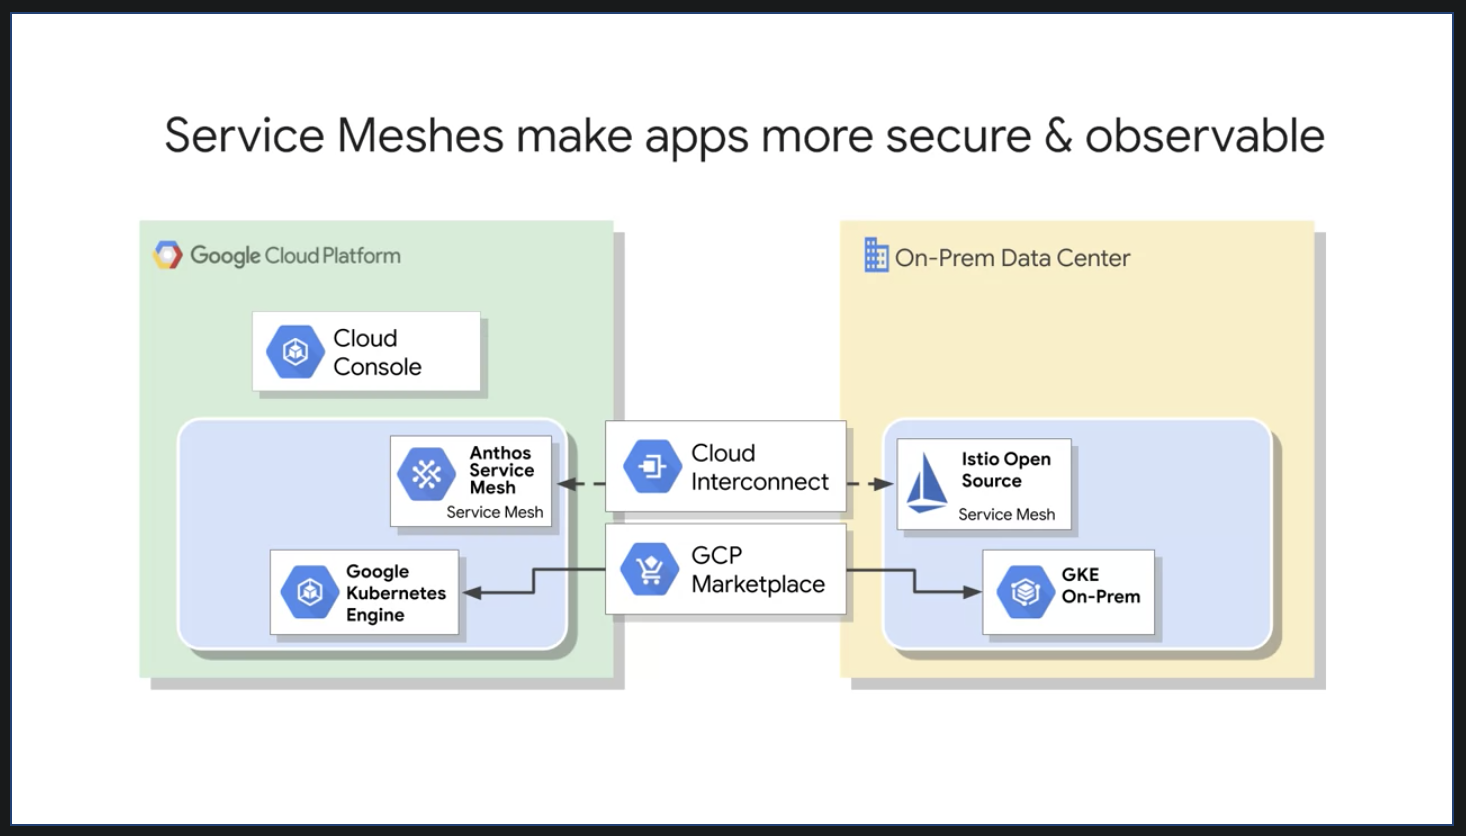 Service Meshes make apps more secure & observable
Google Cloud Platform
Cloud
Console
Anthos
Service
Mesh
Service Mesh
Google
Kubernetes
Engine
Cloud
Interconnect
GCP
Marketplace
On-Prem Data Center
Istio Open
Source
Service Mesh
GKE
On-Prem